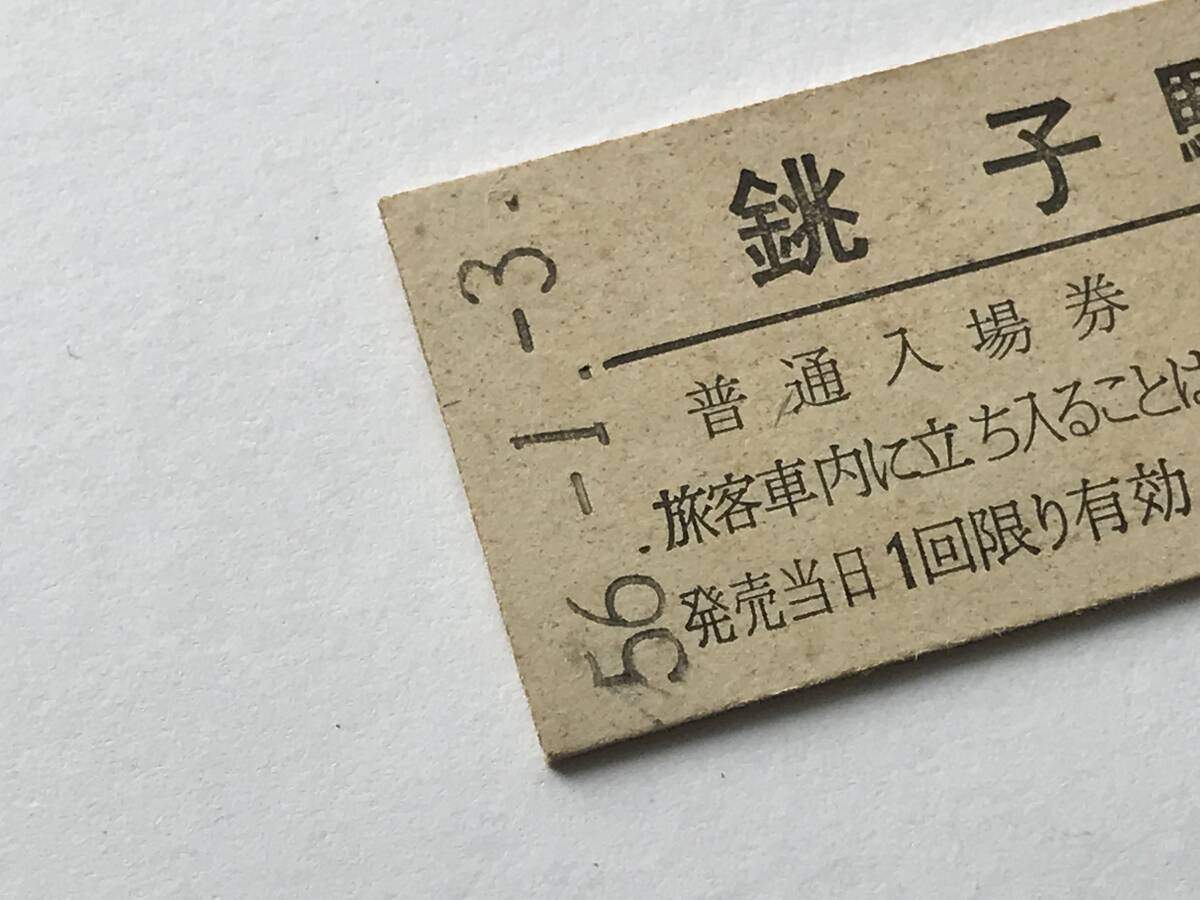 銚子駅
普通入場券
旅客車内に立ち入ることは
発売当日1回限り有効
56.-1.-3.